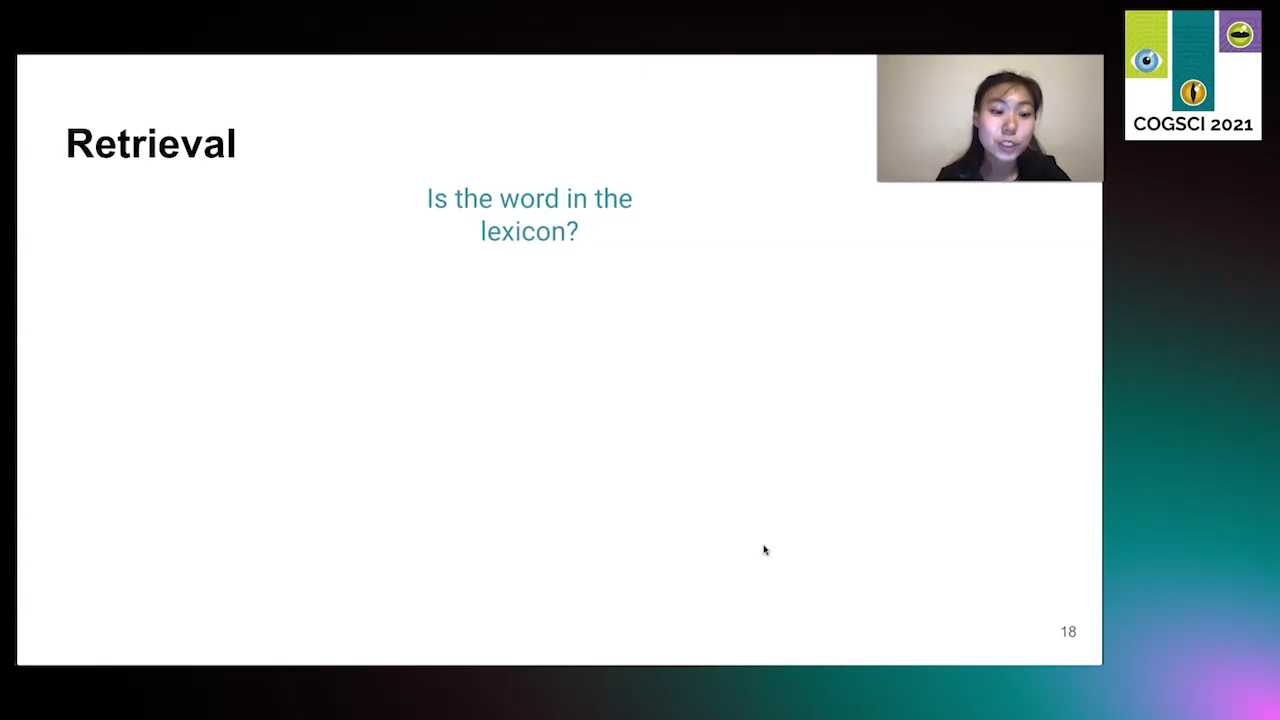 COGSCI 2021
Retrieval
Is the word in the
lexicon?
18